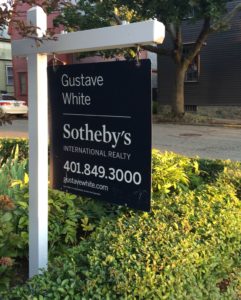 Gustave
White
Sotheby's
INTERNATIONAL REALTY
401.849.3000
gustavewhite.com